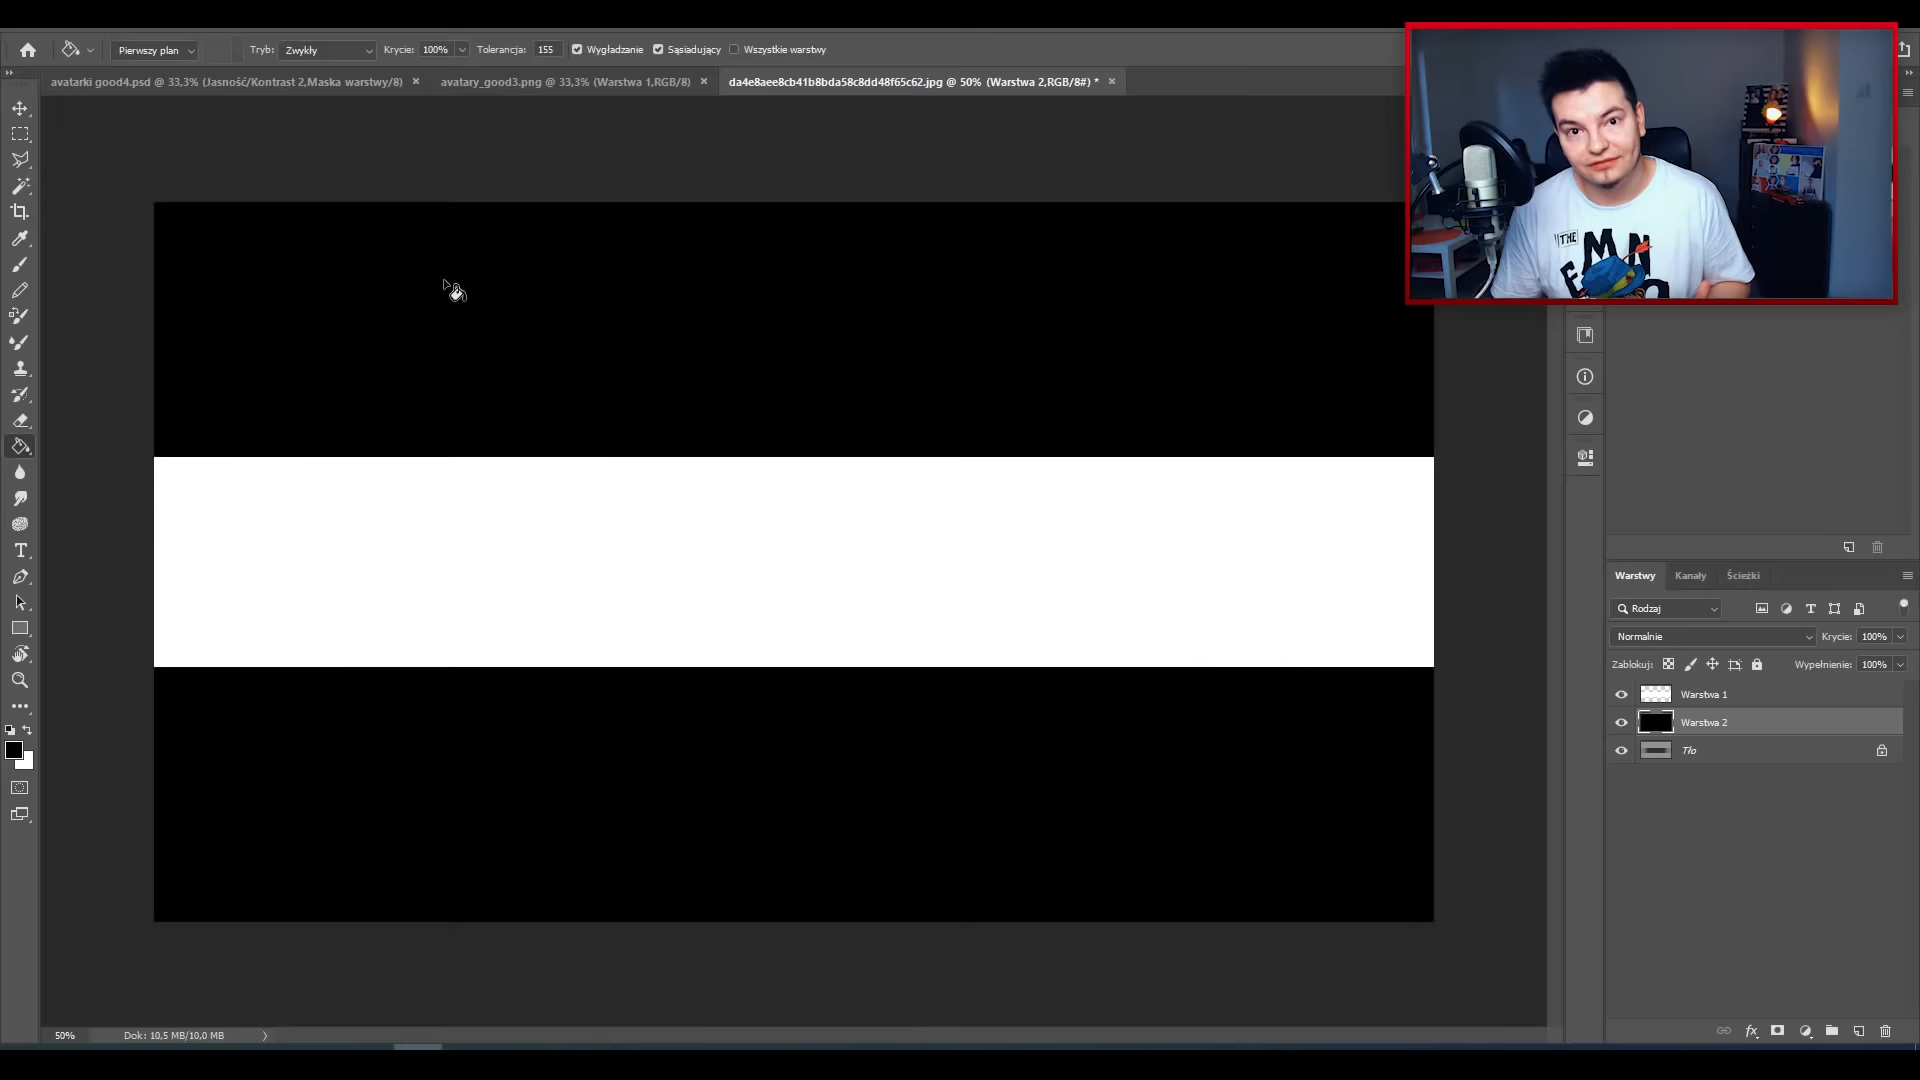 Pierwszy plan Tryb: Zwykły Krycie: 100% Tolerancja: 155 Wygładzanie Sąsiadujący Wszystkie warstwy
avatarki good4.psd @ 33,3% (Jasność/Kontrast 2,Maska warstwy/8) avatary_good3.png @ 33,3% (Warstwa 1,RGB/8) da4e8aee8cb41b8bda58c8dd48f65c62.jpg @ 50% (Warstwa 2,RGB/8#) *
THE
Warstwy Kanały Ścieżki
Rodzaj
Normalnie Krycie: 100%
Zablokuj: Wypełnienie: 100%
Warstwa 1
Warstwa 2
Tło
50% Dok: 10,5 MB/10,0 MB